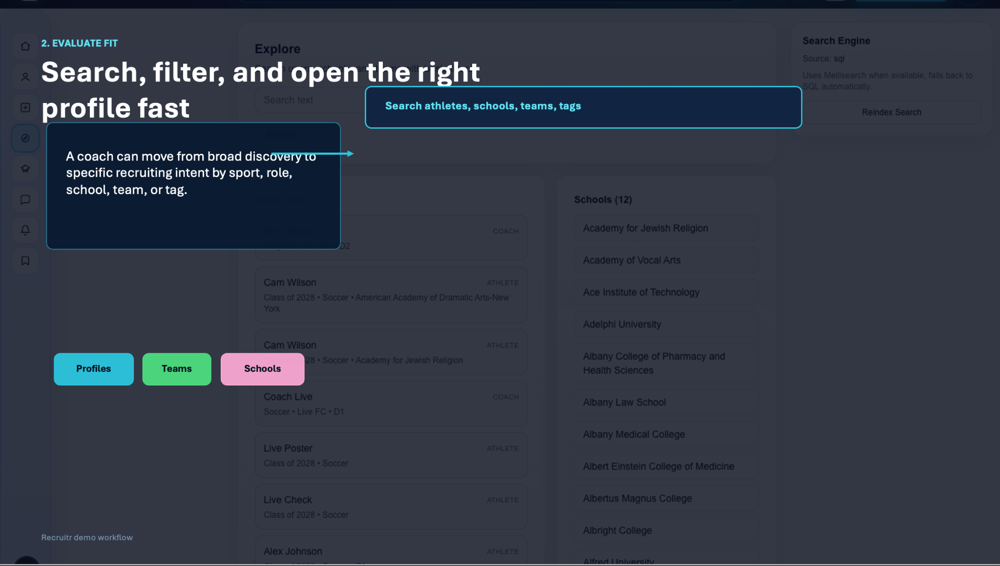 2. EVALUATE FIT
Search, filter, and open the right
profile fast
A coach can move from broad discovery to
specific recruiting intent by sport, role,
school, team, or tag.
Search athletes, schools, teams, tags
Profiles
Teams
Schools
Recruitr demo workflow
Explore
Search text
Search
Users (25)
COACH
D2
Cam Wilson
ATHLETE
Class of 2028 • Soccer • American Academy of Dramatic Arts-New
York
Cam Wilson
ATHLETE
28 • Soccer • Academy for Jewish Religion
Coach Live
COACH
Soccer • Live FC • D1
Live Poster
ATHLETE
Class of 2028 • Soccer
Live Check
ATHLETE
Class of 2028 • Soccer
Alex Johnson
ATHLETE
Schools (12)
Academy for Jewish Religion
Academy of Vocal Arts
Ace Institute of Technology
Adelphi University
Albany College of Pharmacy and
Health Sciences
Albany Law School
Albany Medical College
Albert Einstein College of Medicine
Albertus Magnus College
Albright College
Alfred University
Search Engine
Source: sql
Uses Meilisearch when available, falls back to
SQL automatically.
Reindex Search